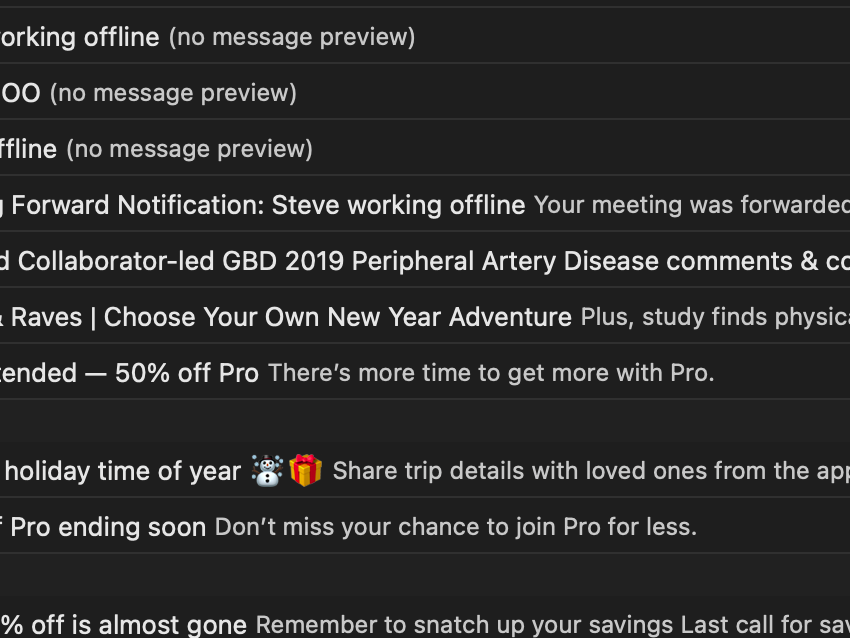 orking offline (no message preview)
OO (no message preview)
ffline (no message preview)
g Forward Notification: Steve working offline Your meeting was forwarded
d Collaborator-led GBD 2019 Peripheral Artery Disease comments & co
& Raves | Choose Your Own New Year Adventure Plus, study finds physica
tended — 50% off Pro There’s more time to get more with Pro.
holiday time of year ☃️🎁 Share trip details with loved ones from the app
f Pro ending soon Don’t miss your chance to join Pro for less.
% off is almost gone Remember to snatch up your savings Last call for sav